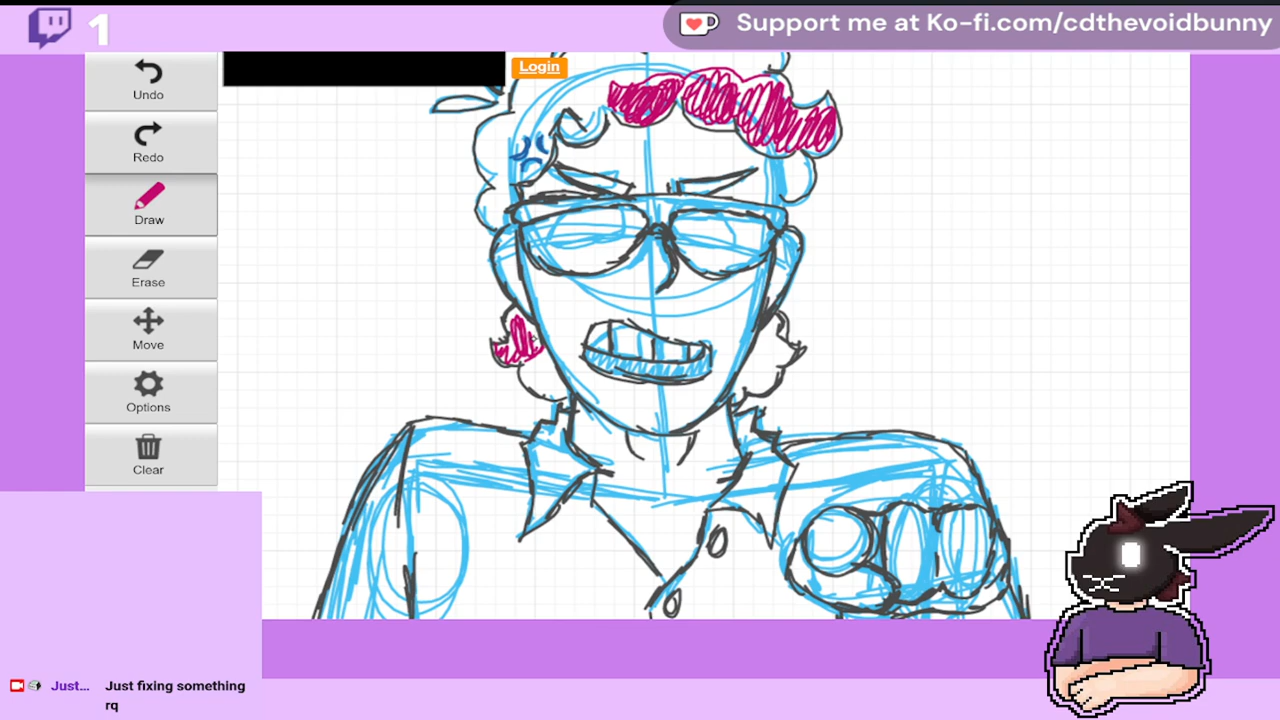 1
Support me at Ko-fi.com/cdthevoidbunny
Login
Undo
Redo
Draw
Erase
Move
Options
Clear
Just... Just fixing something
rq